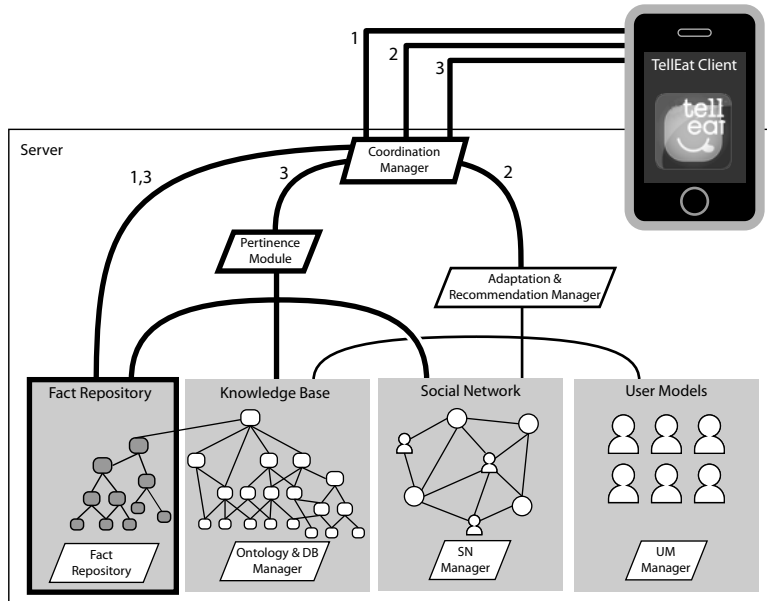 1
2
3
TellEat Client
tell
eat
Server
Coordination
Manager
1,3
3
2
Pertinence
Module
Adaptation &
Recommendation Manager
Fact Repository
Knowledge Base
Social Network
User Models
Fact
Repository
Ontology & DB
Manager
SN
Manager
UM
Manager